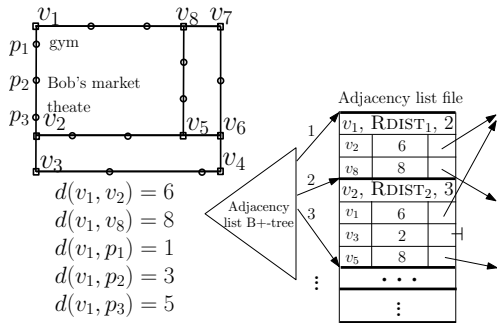 v1 v8 v7
gym
p1
p2
Bob's market
theate
p3
v2 v5 v6
v3 v4
d(v1, v2) = 6
d(v1, v8) = 8
d(v1, p1) = 1
d(v1, p2) = 3
d(v1, p3) = 5
Adjacency
list B+-tree
1
2
3
⋮
Adjacency list file
v1, RDIST1, 2
v2 6
v8 8
v2, RDIST2, 3
v1 6
v3 2
v5 8
· · ·
⋮